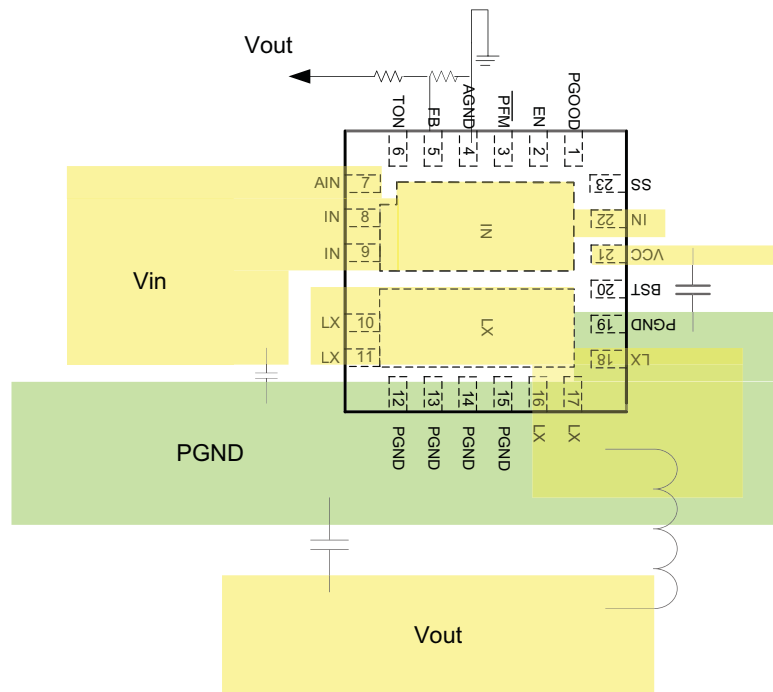 Vout
TON
FB
AGND
PFM
EN
PGOOD
6
5
4
3
2
1
AIN 7
IN 8
IN 9
LX 10
LX 11
IN
LX
23 SS
22 IN
21 VCC
20 BST
19 PGND
18 LX
12
13
14
15
16
17
PGND
PGND
PGND
PGND
LX
LX
Vin
PGND
Vout